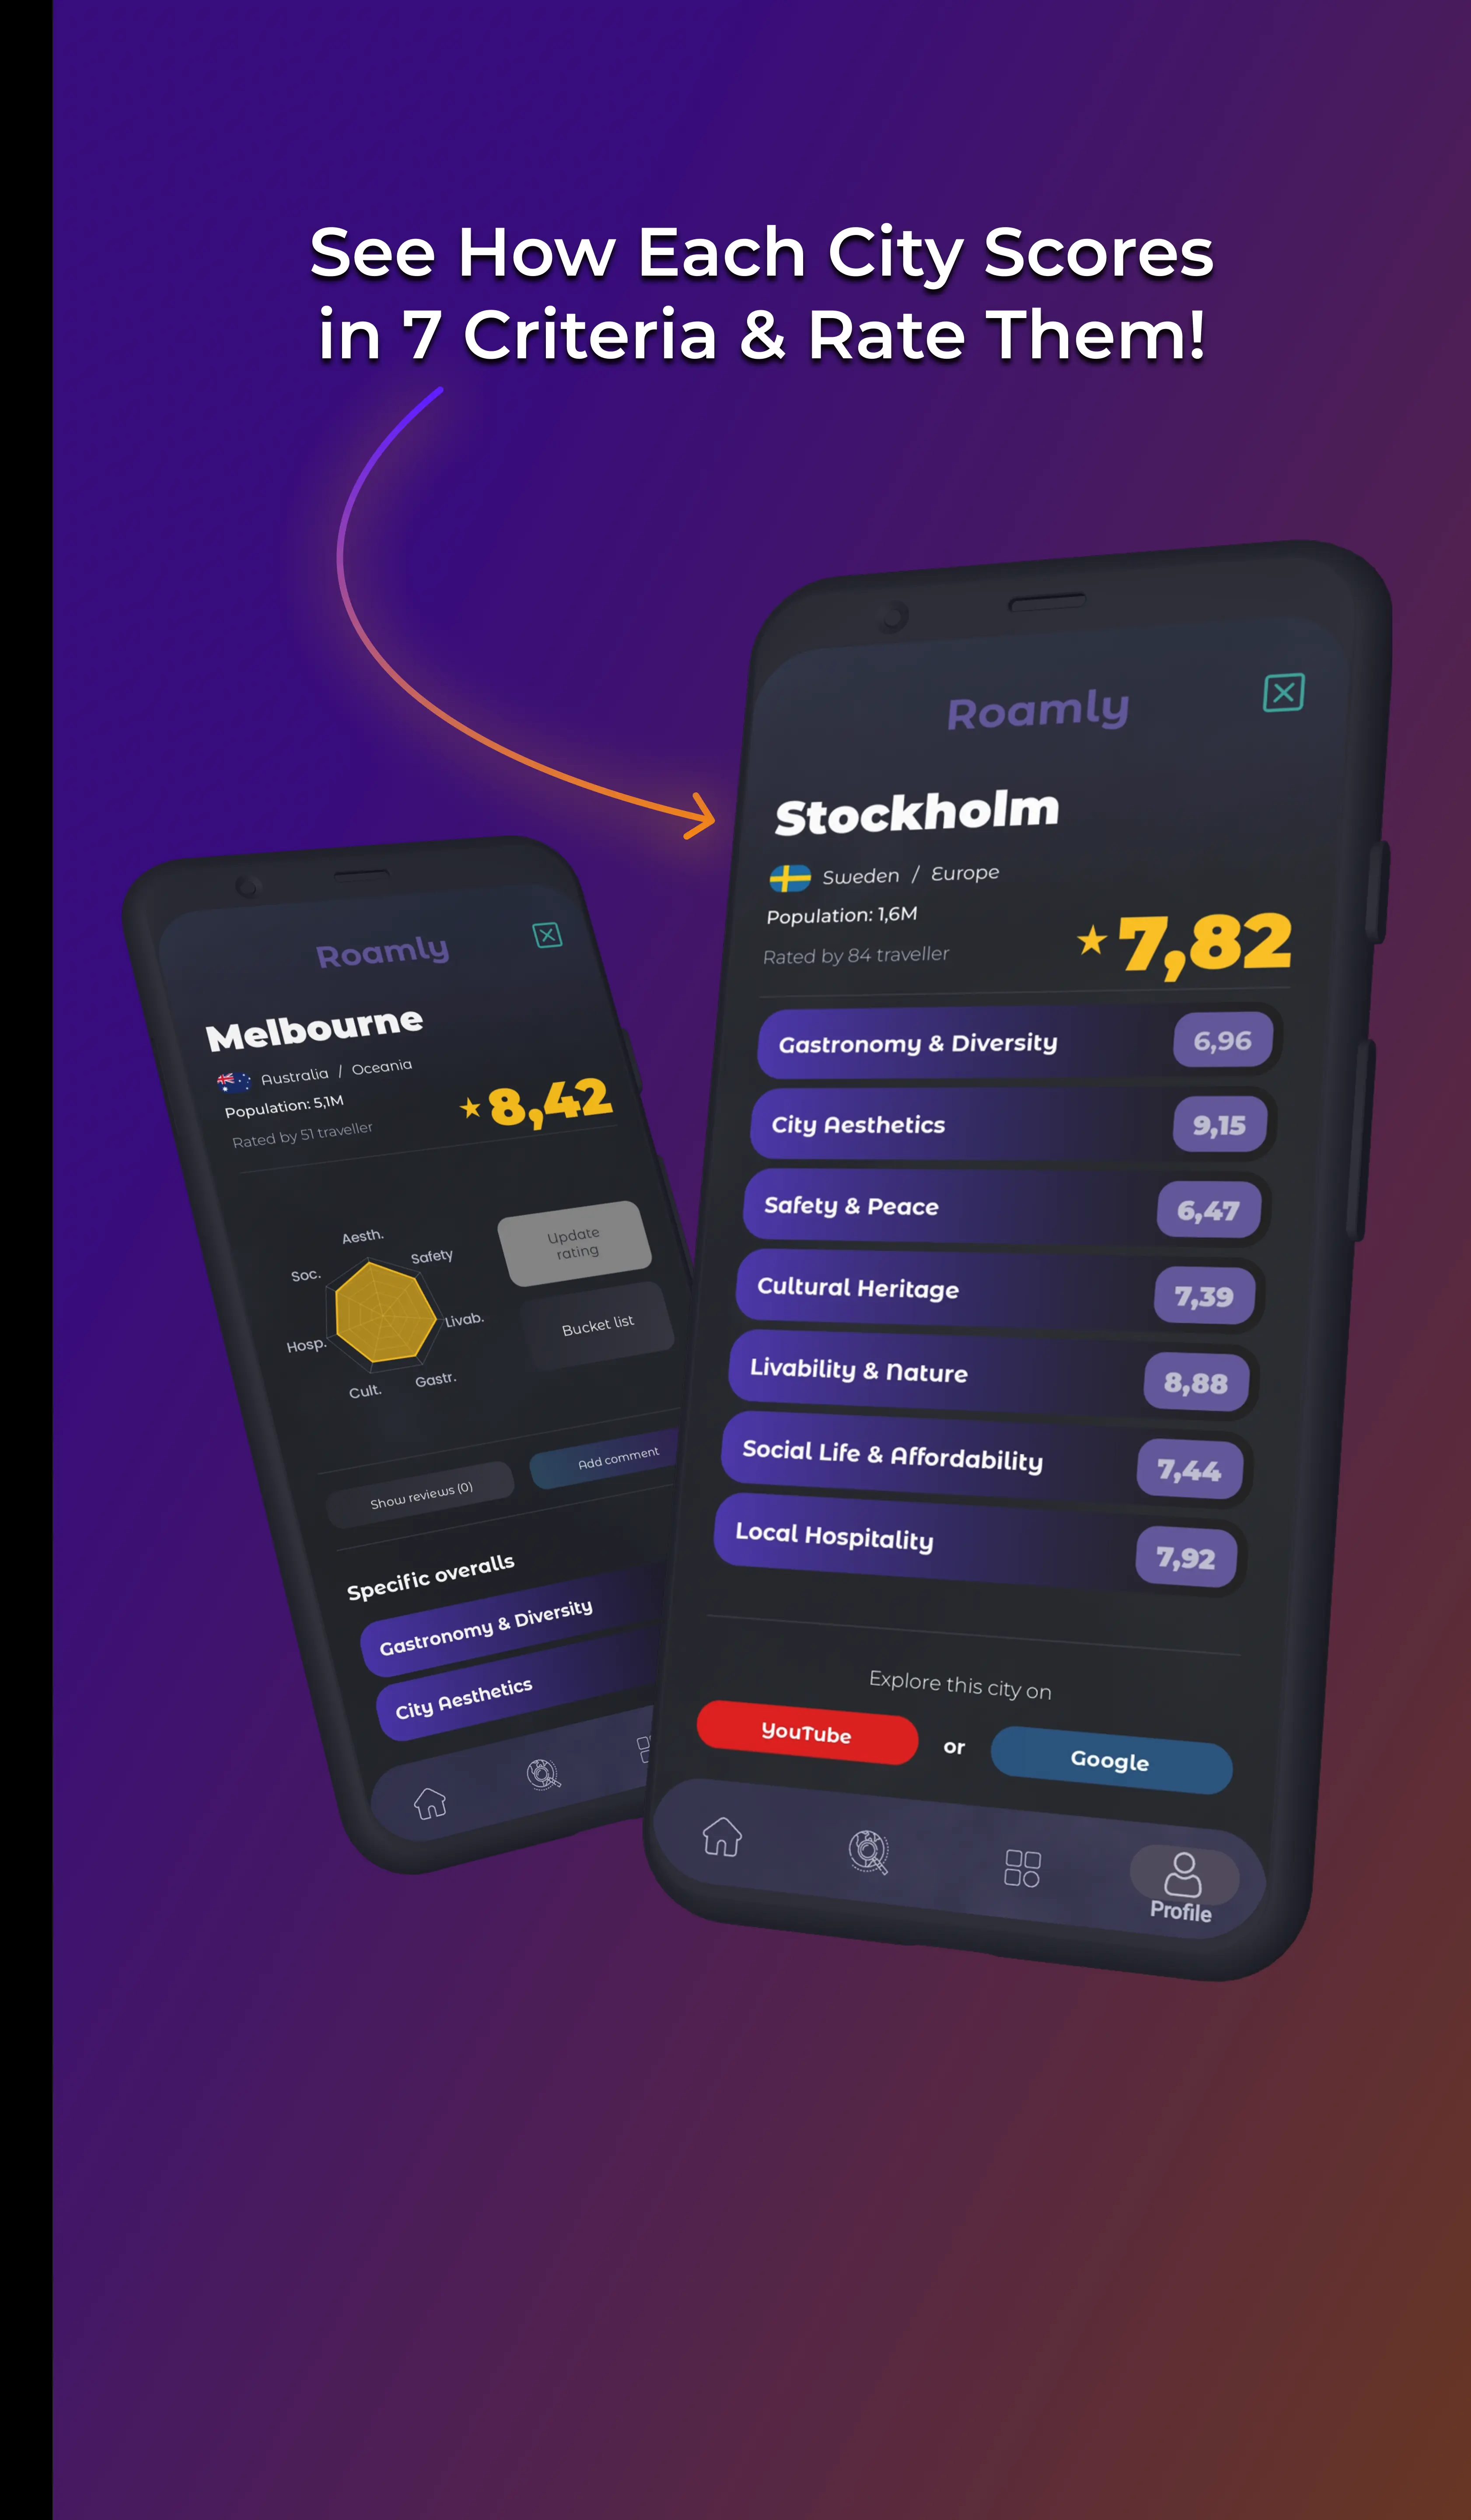 See How Each City Scores
in 7 Criteria & Rate Them!
Roamly
Melbourne
Australia / Oceania
Population: 5,1M
Rated by 51 traveller
8,42
Aesth.
Safety
Livab.
Gastr.
Cult.
Hosp.
Soc.
Update
rating
Bucket list
Show reviews (0)
Add comment
Specific overalls
Gastronomy & Diversity
City Aesthetics
Roamly
Stockholm
Sweden / Europe
Population: 1,6M
Rated by 84 traveller
7,82
Gastronomy & Diversity 6,96
City Aesthetics 9,15
Safety & Peace 6,47
Cultural Heritage 7,39
Livability & Nature 8,88
Social Life & Affordability 7,44
Local Hospitality 7,92
Explore this city on
YouTube or Google
Profile